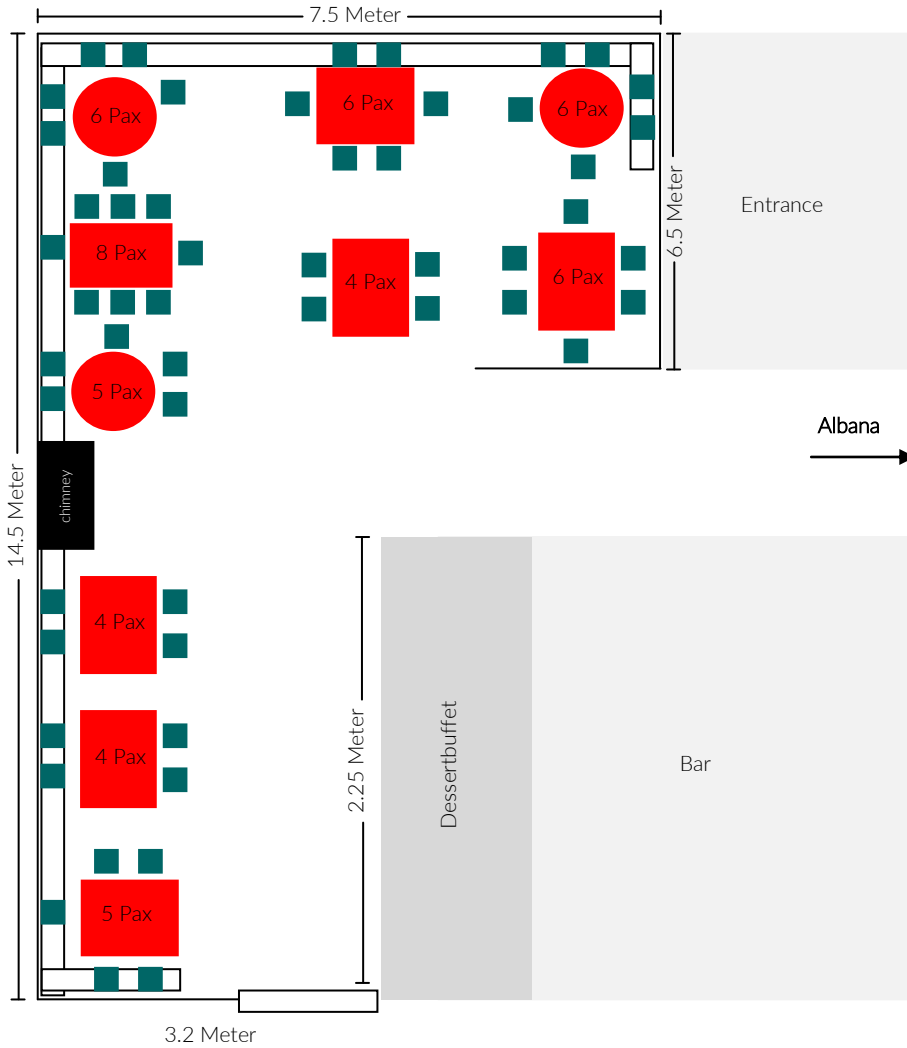 7.5 Meter
6 Pax
6 Pax
6 Pax
Entrance
6.5 Meter
8 Pax
4 Pax
6 Pax
5 Pax
Albana
chimney
14.5 Meter
4 Pax
4 Pax
2.25 Meter
Dessertbuffet
Bar
5 Pax
3.2 Meter